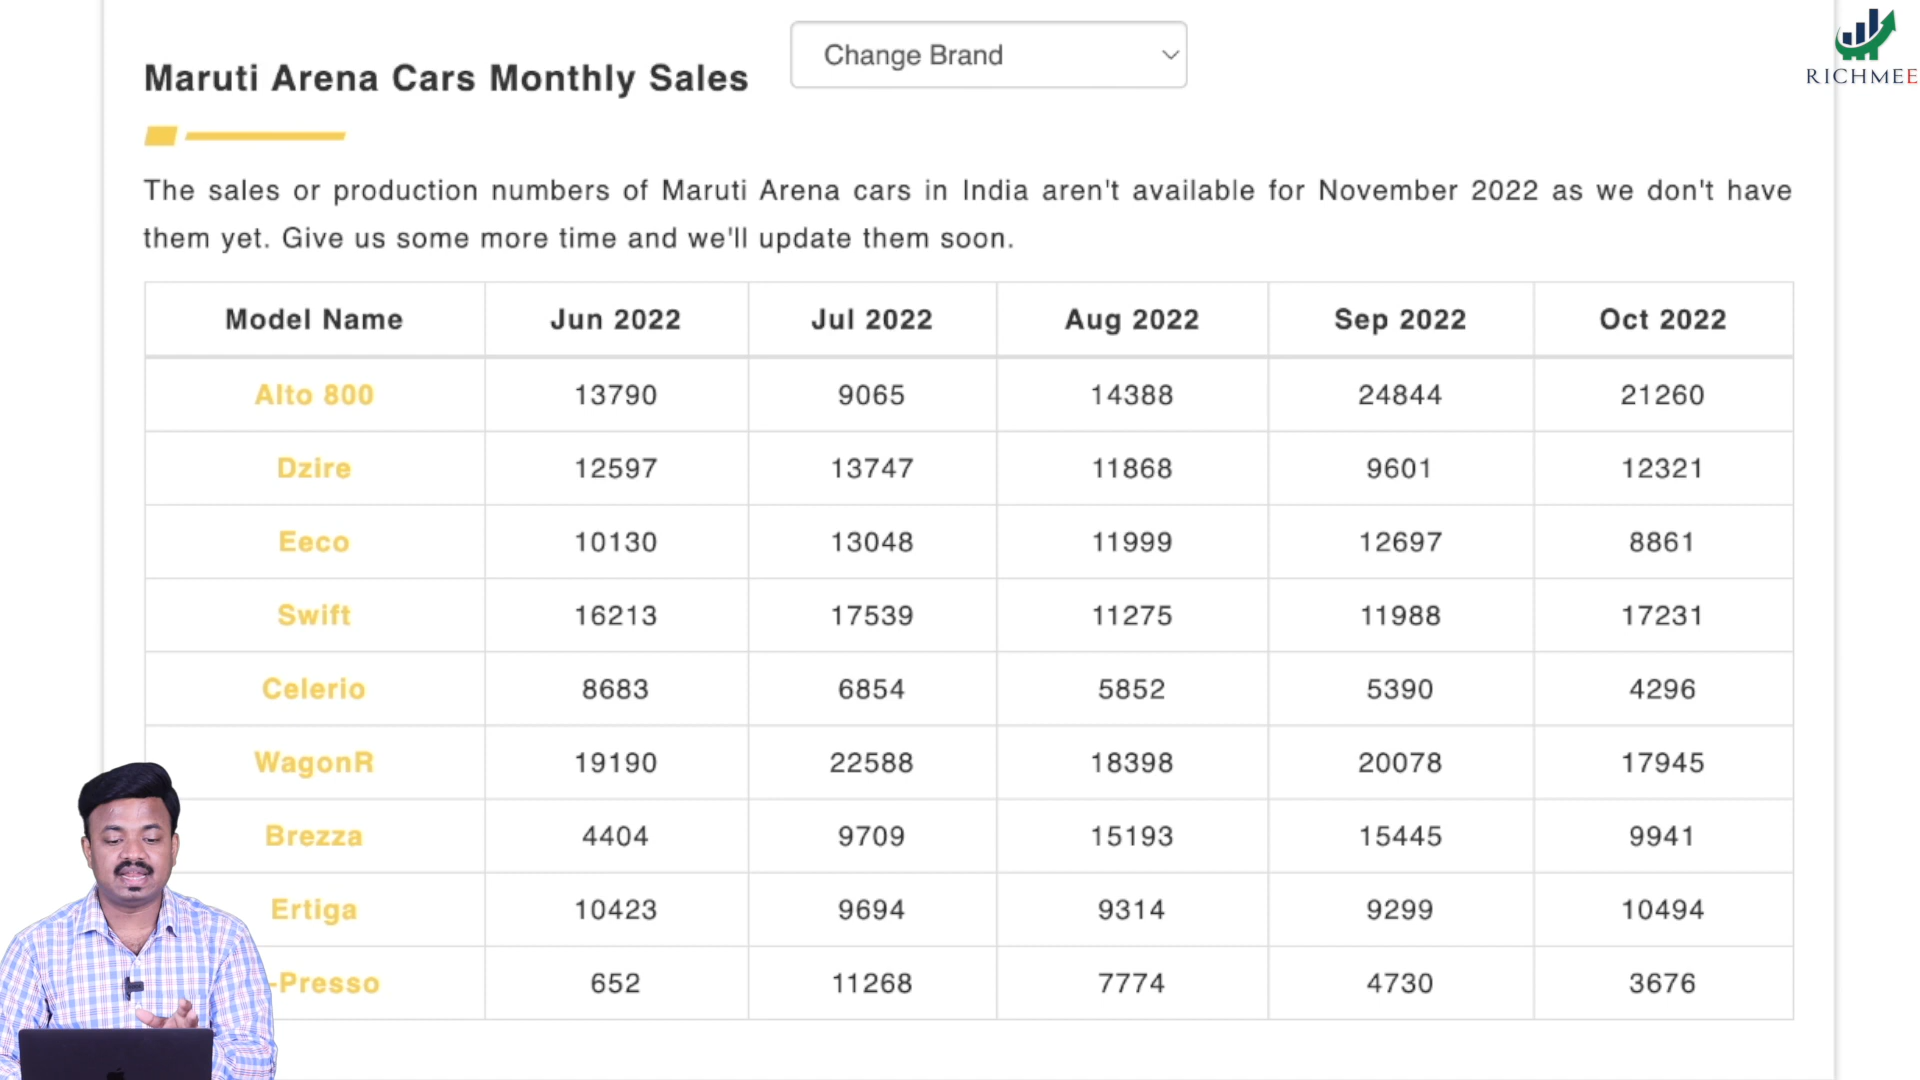 Change Brand
RICHMEE
Maruti Arena Cars Monthly Sales
The sales or production numbers of Maruti Arena cars in India aren't available for November 2022 as we don't have
them yet. Give us some more time and we'll update them soon.
Model Name Jun 2022 Jul 2022 Aug 2022 Sep 2022 Oct 2022
Alto 800 13790 9065 14388 24844 21260
Dzire 12597 13747 11868 9601 12321
Eeco 10130 13048 11999 12697 8861
Swift 16213 17539 11275 11988 17231
Celerio 8683 6854 5852 5390 4296
WagonR 19190 22588 18398 20078 17945
Brezza 4404 9709 15193 15445 9941
Ertiga 10423 9694 9314 9299 10494
-Presso 652 11268 7774 4730 3676